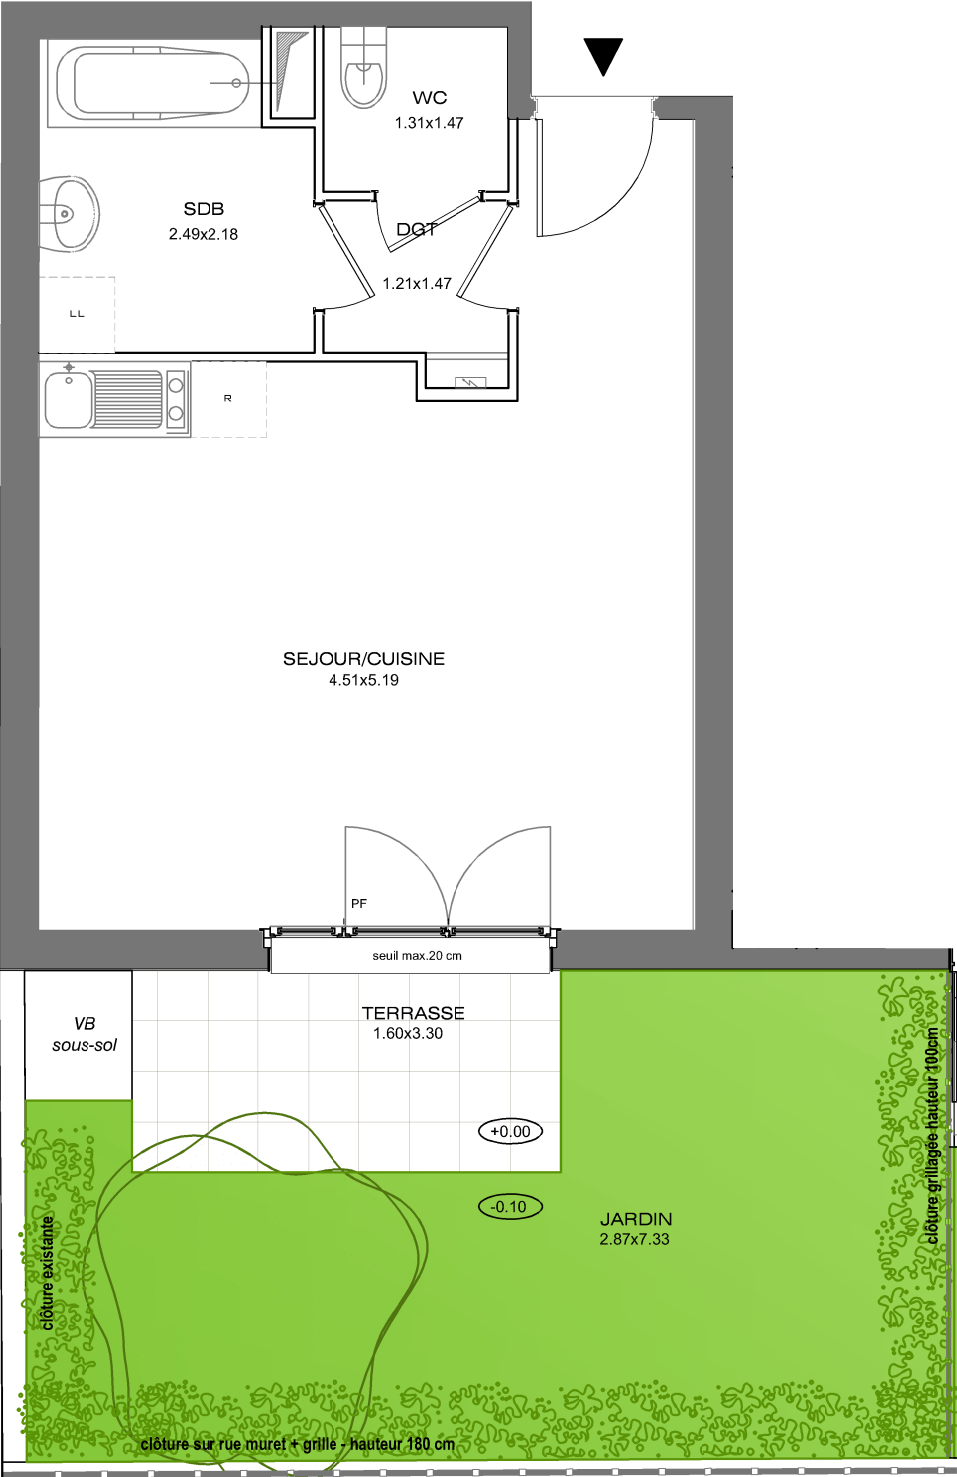 WC
1.31x1.47
SDB
2.49x2.18
DGT
1.21x1.47
LL
R
SEJOUR/CUISINE
4.51x5.19
PF
seuil max.20 cm
TERRASSE
1.60x3.30
VB
sous-sol
+0.00
-0.10
JARDIN
2.87x7.33
clôture grillagée hauteur 100cm
clôture existante
clôture sur rue muret + grille - hauteur 180 cm